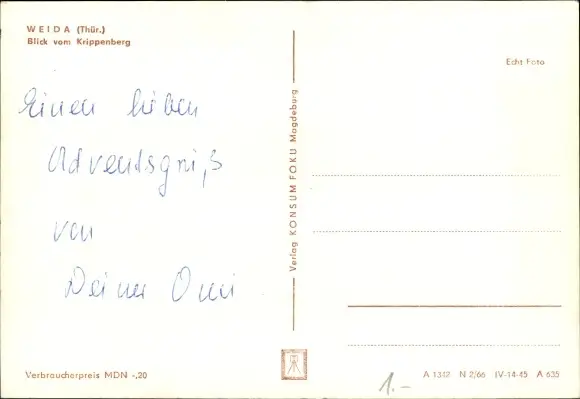 WEIDA (Thür.)
Blick vom Krippenberg
Echt Foto
Einen lieben
Adventsgruß
von
Deiner Omi
Verlag KONSUM FOKU Magdeburg
Verbraucherpreis MDN -,20
1.-
A 1342 N 2/66 IV-14-45 A 635